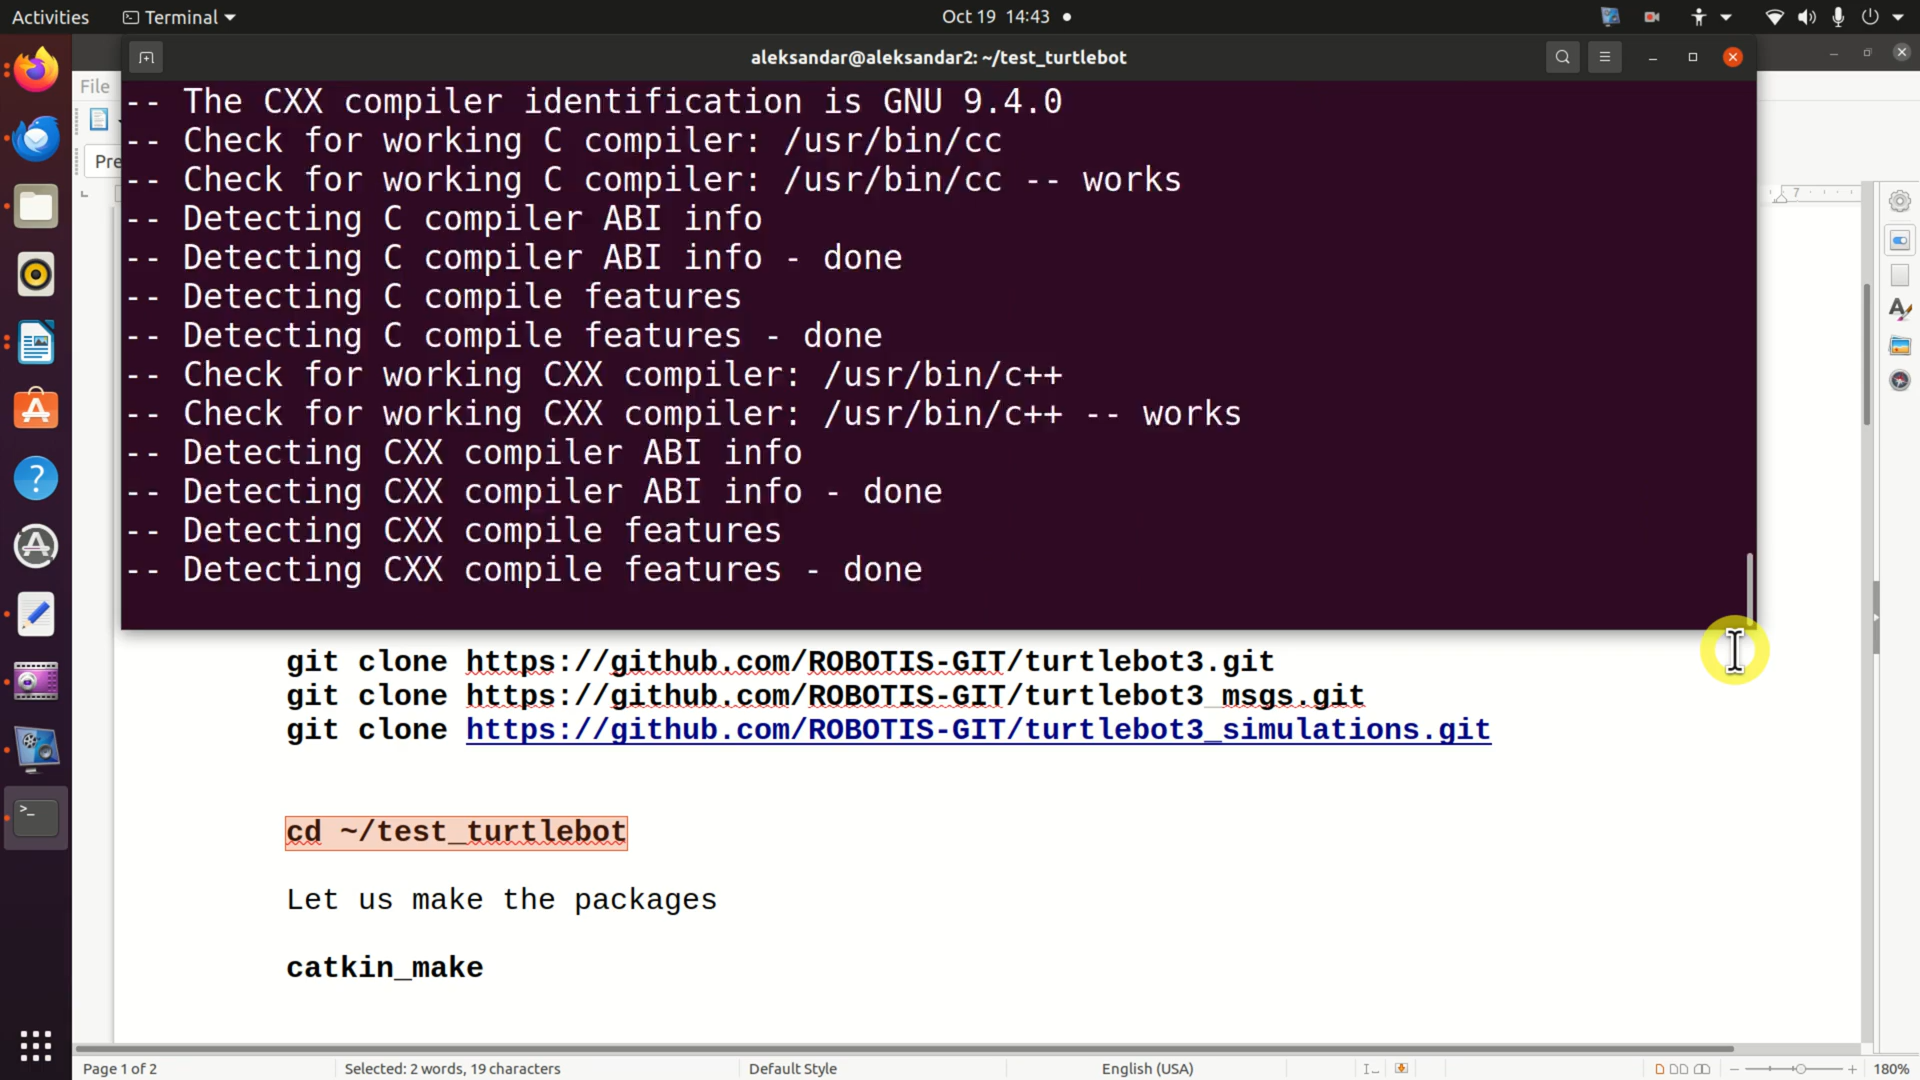 Activities Terminal Oct 19 14:43
aleksandar@aleksandar2: ~/test_turtlebot
File
Pre
7
-- The CXX compiler identification is GNU 9.4.0
-- Check for working C compiler: /usr/bin/cc
-- Check for working C compiler: /usr/bin/cc -- works
-- Detecting C compiler ABI info
-- Detecting C compiler ABI info - done
-- Detecting C compile features
-- Detecting C compile features - done
-- Check for working CXX compiler: /usr/bin/c++
-- Check for working CXX compiler: /usr/bin/c++ -- works
-- Detecting CXX compiler ABI info
-- Detecting CXX compiler ABI info - done
-- Detecting CXX compile features
-- Detecting CXX compile features - done
git clone https://github.com/ROBOTIS-GIT/turtlebot3.git
git clone https://github.com/ROBOTIS-GIT/turtlebot3_msgs.git
git clone https://github.com/ROBOTIS-GIT/turtlebot3_simulations.git
cd ~/test_turtlebot
Let us make the packages
catkin_make
Page 1 of 2 Selected: 2 words, 19 characters Default Style English (USA) 180%